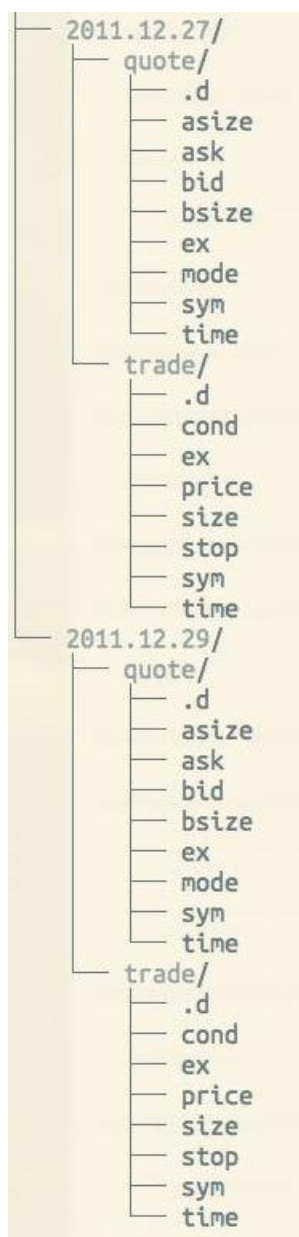 2011.12.27/
quote/
.d
asize
ask
bid
bsize
ex
mode
sym
time
trade/
.d
cond
ex
price
size
stop
sym
time
2011.12.29/
quote/
.d
asize
ask
bid
bsize
ex
mode
sym
time
trade/
.d
cond
ex
price
size
stop
sym
time